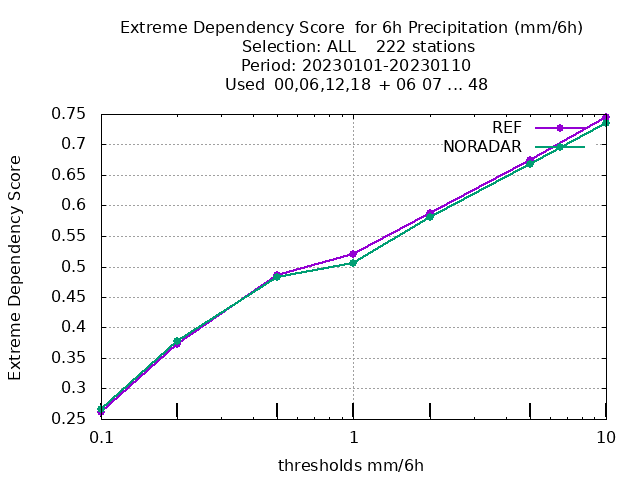 Extreme Dependency Score  for 6h Precipitation (mm/6h)
Selection: ALL    222 stations
Period: 20230101-20230110
Used  00,06,12,18 + 06 07 ... 48
Extreme Dependency Score
0.75
0.7
0.65
0.6
0.55
0.5
0.45
0.4
0.35
0.3
0.25
REF
NORADAR
0.1
1
10
thresholds mm/6h